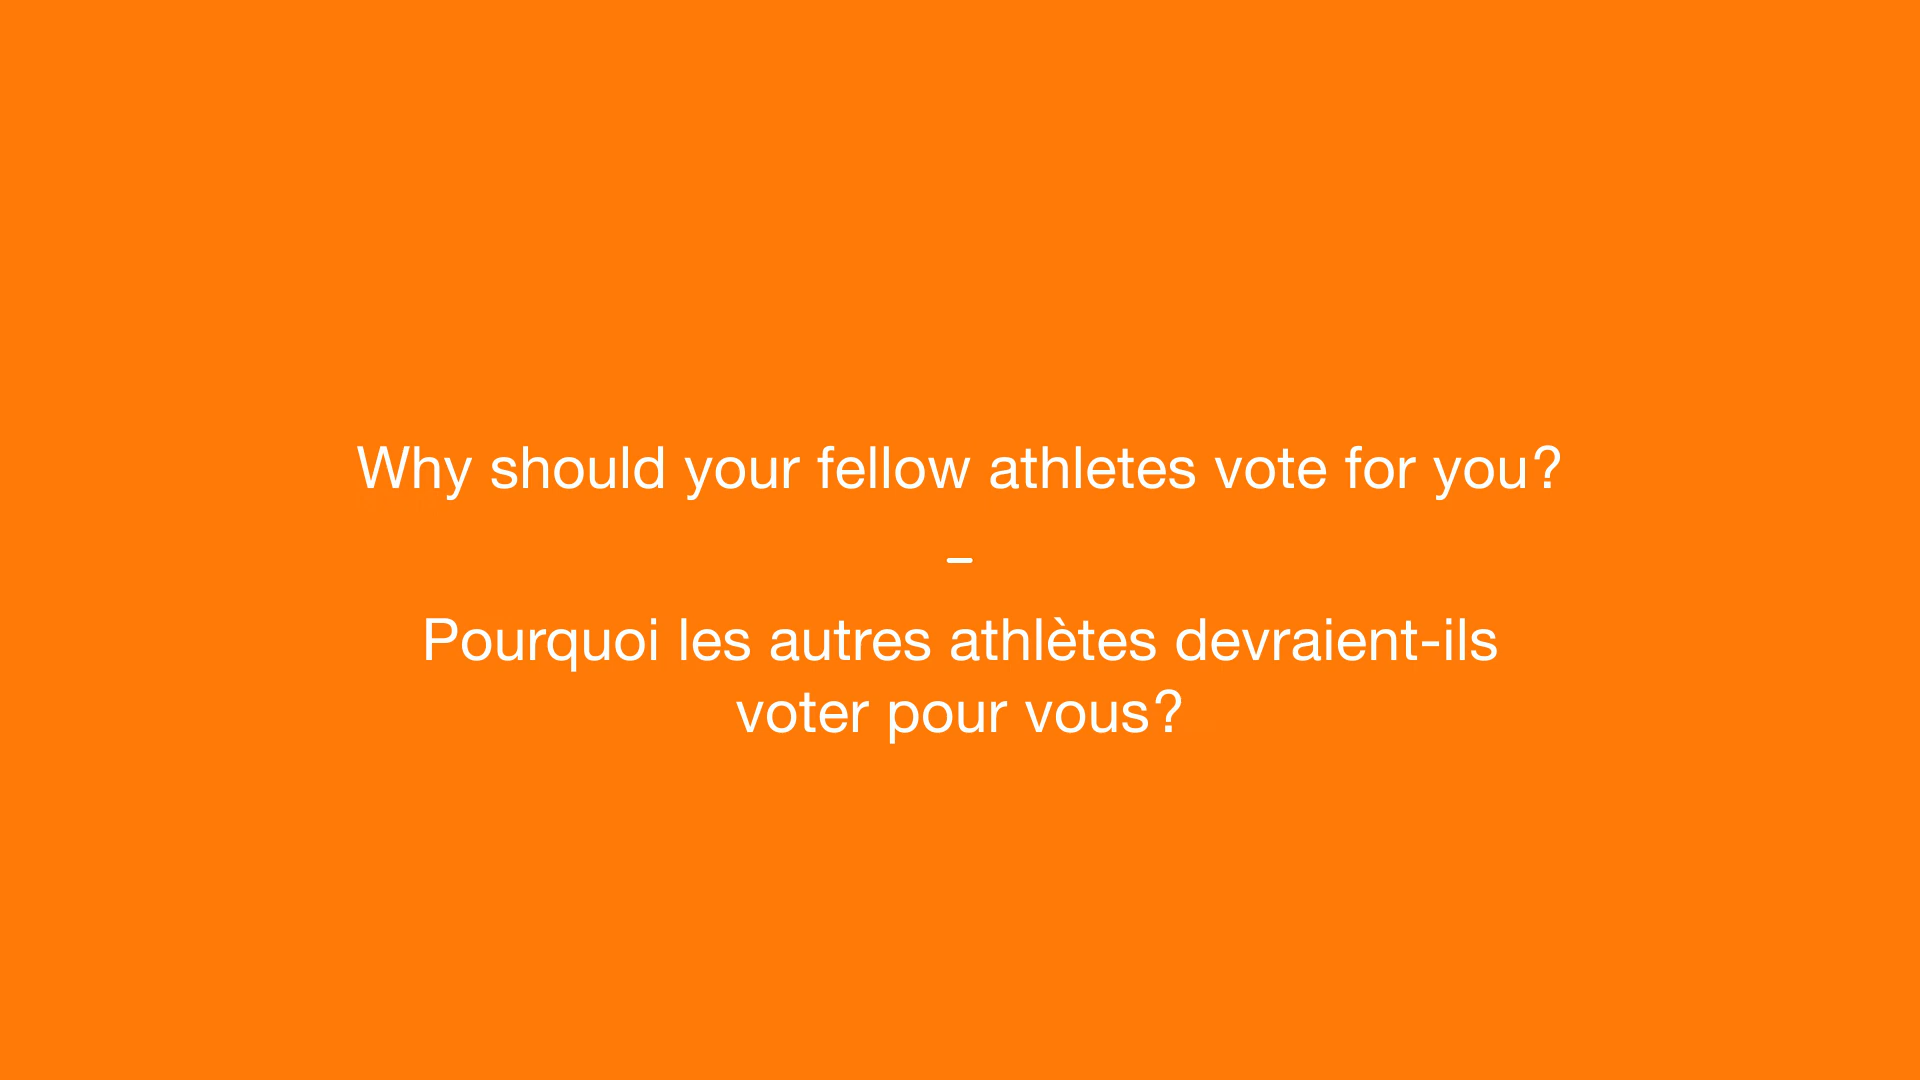 Why should your fellow athletes vote for you?
–
Pourquoi les autres athlètes devraient-ils
voter pour vous?